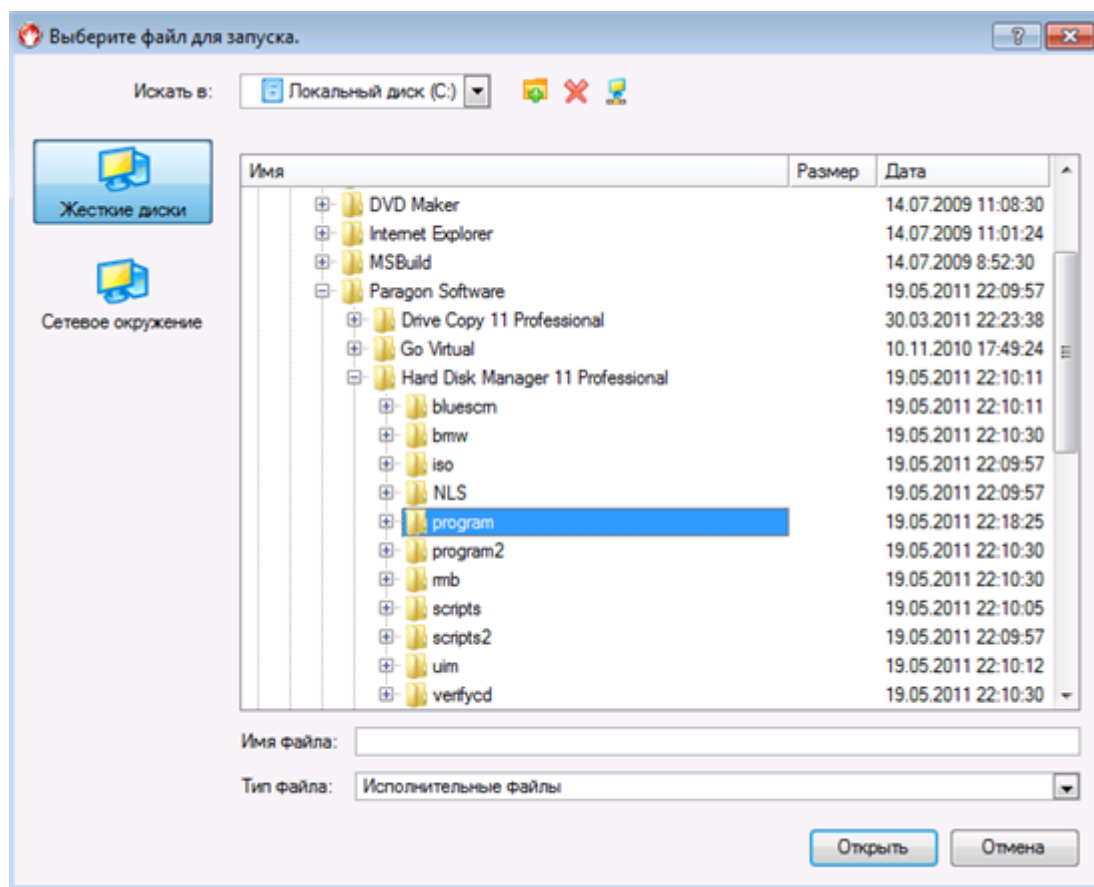 Выберите файл для запуска.
Искать в: Локальный диск (C:)
Жесткие диски
Сетевое окружение
Имя Размер Дата
DVD Maker 14.07.2009 11:08:30
Internet Explorer 14.07.2009 11:01:24
MSBuild 14.07.2009 8:52:30
Paragon Software 19.05.2011 22:09:57
Drive Copy 11 Professional 30.03.2011 22:23:38
Go Virtual 10.11.2010 17:49:24
Hard Disk Manager 11 Professional 19.05.2011 22:10:11
bluescrn 19.05.2011 22:10:11
bmw 19.05.2011 22:10:30
iso 19.05.2011 22:09:57
NLS 19.05.2011 22:09:57
program 19.05.2011 22:18:25
program2 19.05.2011 22:10:30
rmb 19.05.2011 22:10:30
scripts 19.05.2011 22:10:05
scripts2 19.05.2011 22:09:57
uim 19.05.2011 22:10:12
verifycd 19.05.2011 22:10:30
Имя файла:
Тип файла: Исполнительные файлы
Открыть Отмена